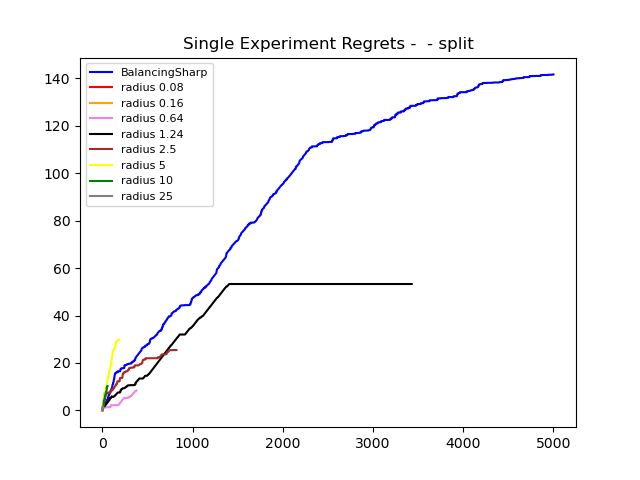 Single Experiment Regrets -  - split
BalancingSharp
radius 0.08
radius 0.16
radius 0.64
radius 1.24
radius 2.5
radius 5
radius 10
radius 25
140
120
100
80
60
40
20
0
0 1000 2000 3000 4000 5000